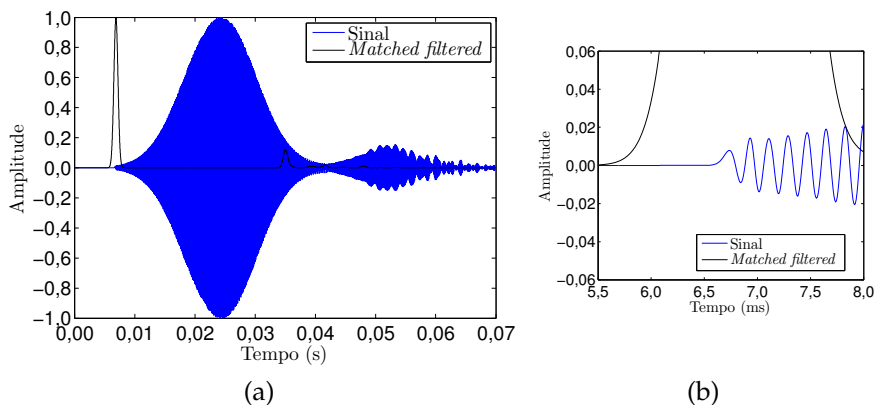 1,0
0,8
0,6
0,4
0,2
0,0
−0,2
−0,4
−0,6
−0,8
−1,0
Amplitude
0,00 0,01 0,02 0,03 0,04 0,05 0,06 0,07
Tempo (s)
Sinal
Matched filtered
(a)
0,06
0,04
0,02
0,00
−0,02
−0,04
−0,06
Amplitude
Sinal
Matched filtered
5,5 6,0 6,5 7,0 7,5 8,0
Tempo (ms)
(b)